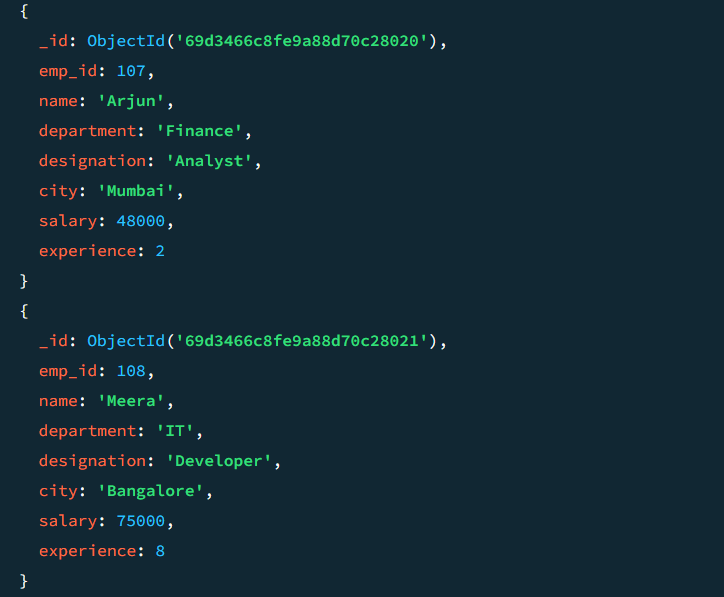 {
_id: ObjectId('69d3466c8fe9a88d70c28020'),
emp_id: 107,
name: 'Arjun',
department: 'Finance',
designation: 'Analyst',
city: 'Mumbai',
salary: 48000,
experience: 2
}
{
_id: ObjectId('69d3466c8fe9a88d70c28021'),
emp_id: 108,
name: 'Meera',
department: 'IT',
designation: 'Developer',
city: 'Bangalore',
salary: 75000,
experience: 8
}